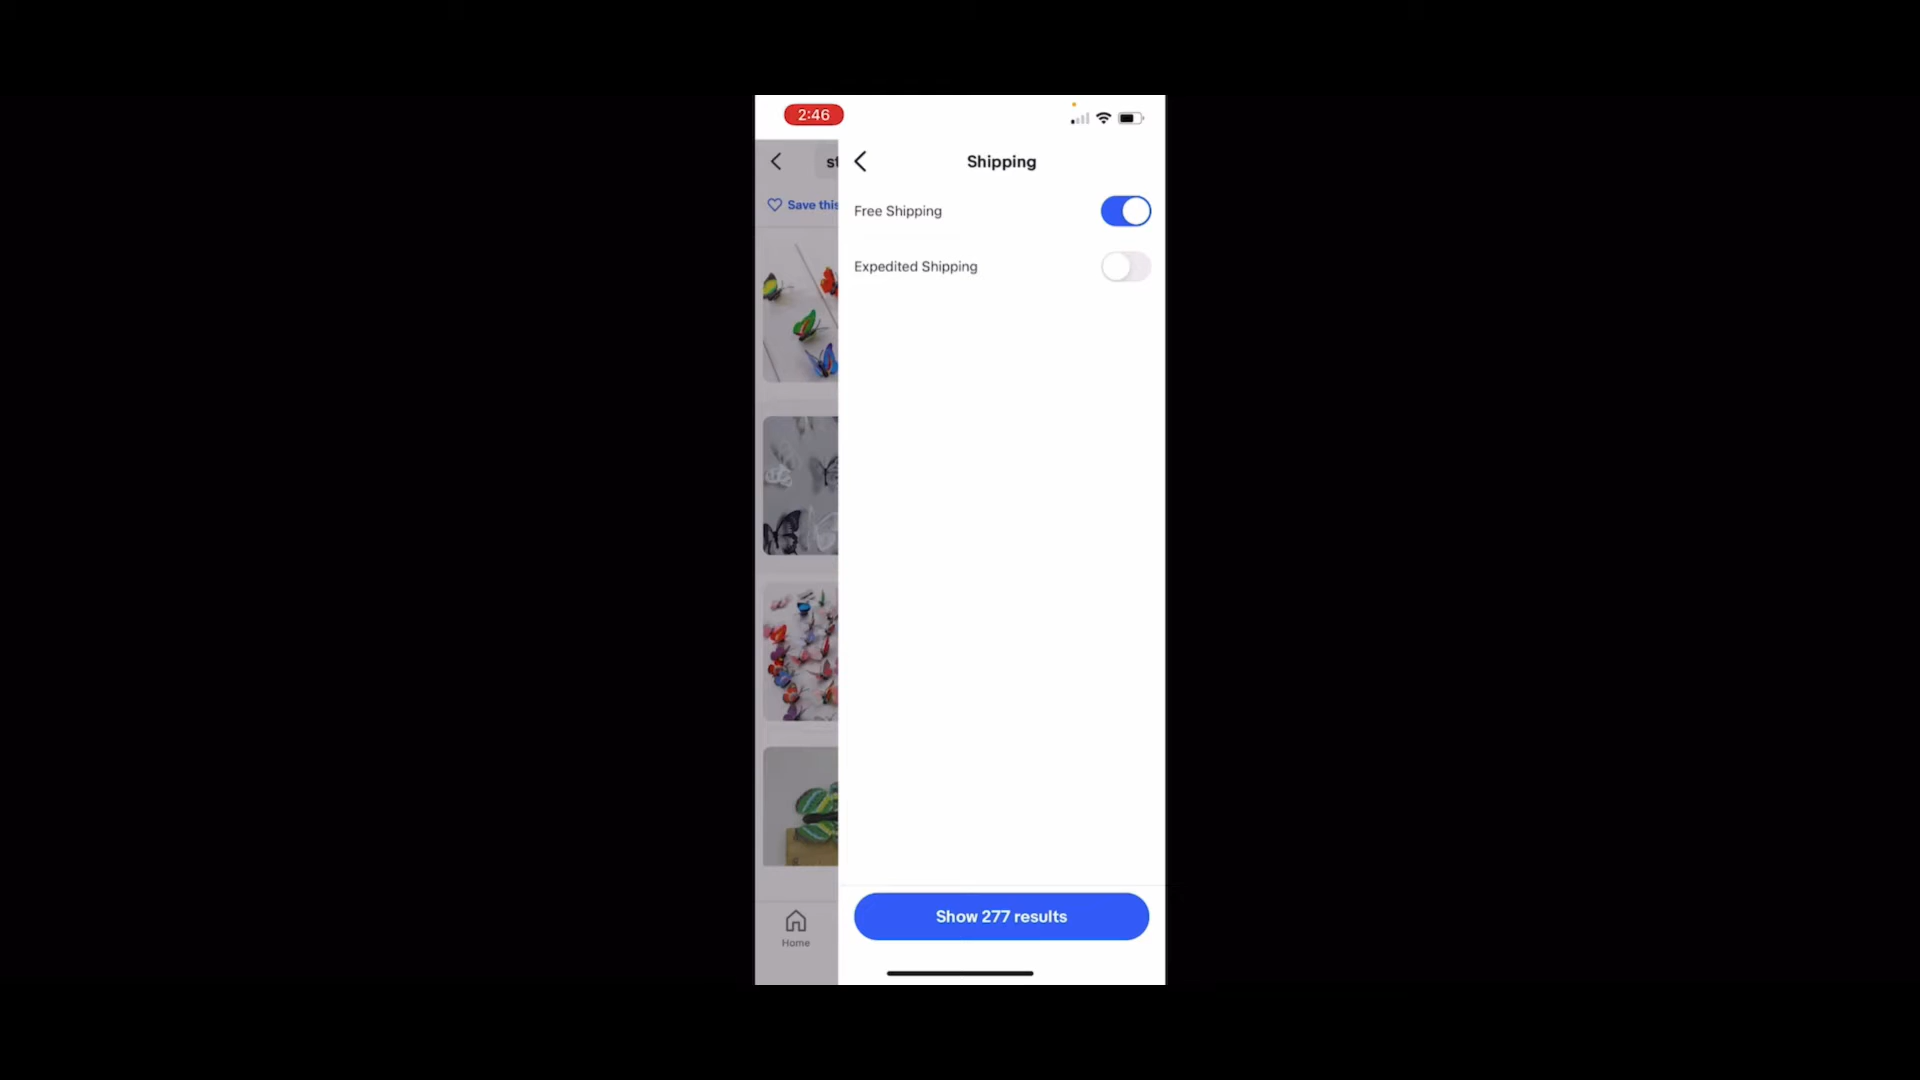 2:46
Shipping
Save this
Free Shipping
Expedited Shipping
Show 277 results
Home